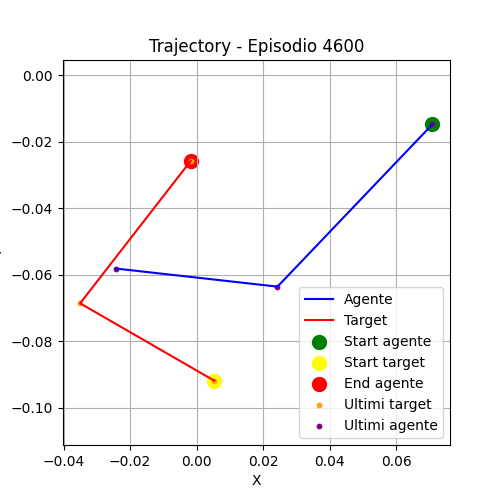 Trajectory - Episodio 4600
0.00
−0.02
−0.04
−0.06
−0.08
−0.10
Agente
Target
Start agente
Start target
End agente
Ultimi target
Ultimi agente
−0.04 −0.02 0.00 0.02 0.04 0.06
X